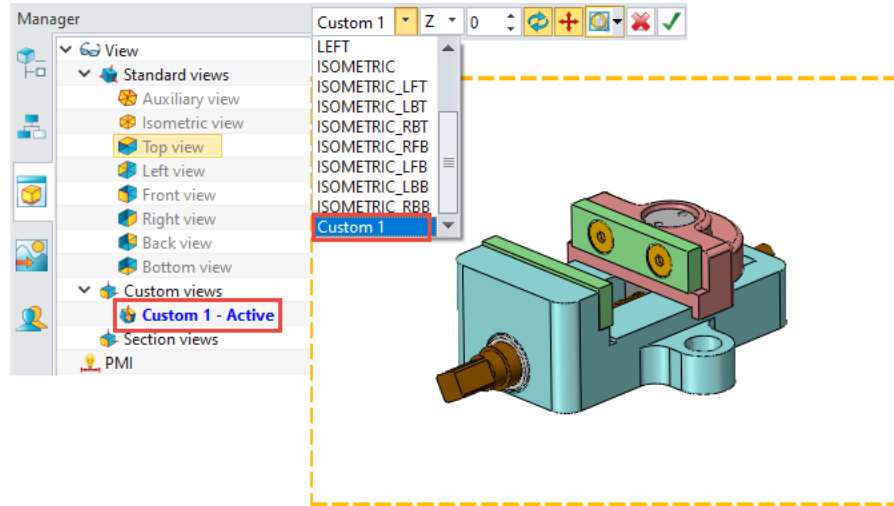 Manager
Custom 1 Z 0
View
Standard views
Auxiliary view
Isometric view
Top view
Left view
Front view
Right view
Back view
Bottom view
Custom views
Custom 1 - Active
Section views
PMI
LEFT
ISOMETRIC
ISOMETRIC_LFT
ISOMETRIC_LBT
ISOMETRIC_RBT
ISOMETRIC_RFB
ISOMETRIC_LFB
ISOMETRIC_LBB
ISOMETRIC_RBB
Custom 1